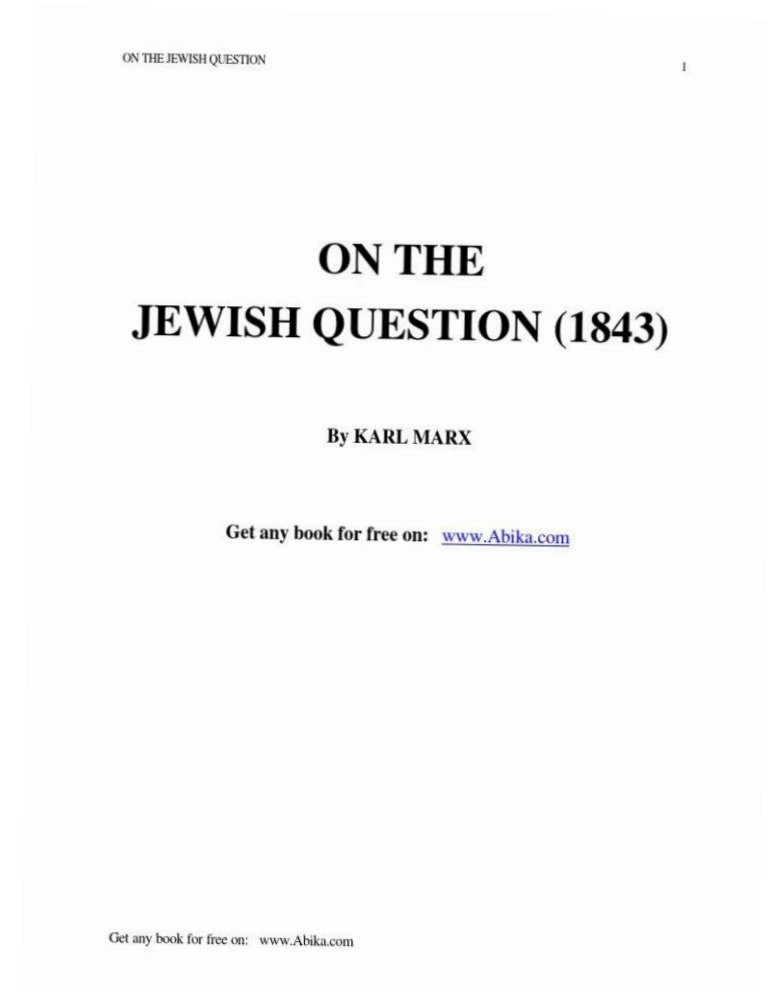 ON THE JEWISH QUESTION
1
ON THE
JEWISH QUESTION (1843)
By KARL MARX
Get any book for free on: www.Abika.com
Get any book for free on: www.Abika.com